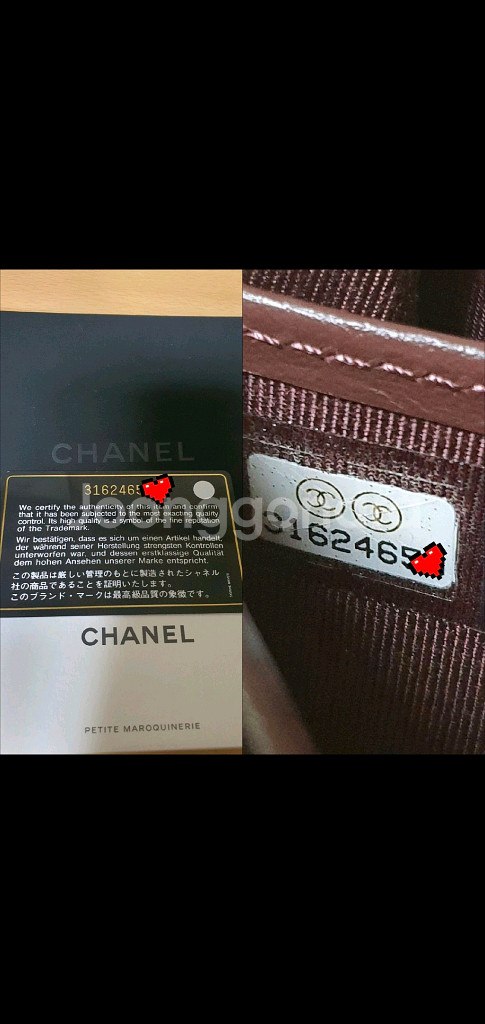 CHANEL
3162465
We certify the authenticity of this item and confirm
that it has been subjected to the most exacting quality
control. Its high quality is a symbol of the fine reputation
of the Trademark.
Wir bestätigen, dass es sich um einen Artikel handelt,
der während seiner Herstellung strengsten Kontrollen
unterworfen war, und dessen erstklassige Qualität
dem hohen Ansehen unserer Marke entspricht.
この製品は厳しい管理のもとに製造されたシャネル
社の商品であることを証明いたします。
このブランド・マークは最高級品質の象徴です。
CHANEL
PETITE MAROQUINERIE
3162465